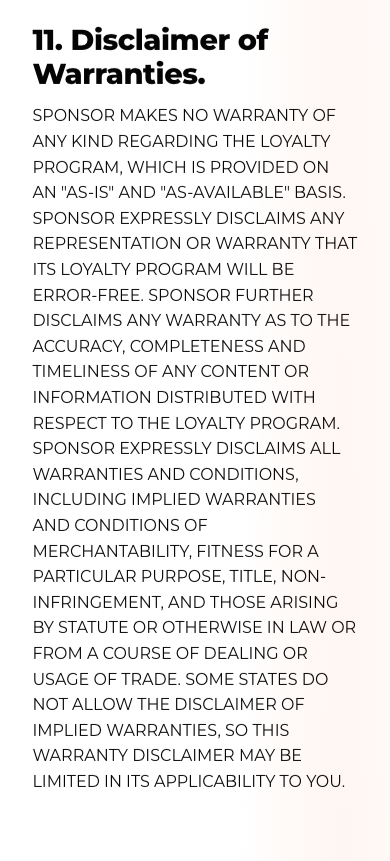 11. Disclaimer of
Warranties.
SPONSOR MAKES NO WARRANTY OF
ANY KIND REGARDING THE LOYALTY
PROGRAM, WHICH IS PROVIDED ON
AN "AS-IS" AND "AS-AVAILABLE" BASIS.
SPONSOR EXPRESSLY DISCLAIMS ANY
REPRESENTATION OR WARRANTY THAT
ITS LOYALTY PROGRAM WILL BE
ERROR-FREE. SPONSOR FURTHER
DISCLAIMS ANY WARRANTY AS TO THE
ACCURACY, COMPLETENESS AND
TIMELINESS OF ANY CONTENT OR
INFORMATION DISTRIBUTED WITH
RESPECT TO THE LOYALTY PROGRAM.
SPONSOR EXPRESSLY DISCLAIMS ALL
WARRANTIES AND CONDITIONS,
INCLUDING IMPLIED WARRANTIES
AND CONDITIONS OF
MERCHANTABILITY, FITNESS FOR A
PARTICULAR PURPOSE, TITLE, NON-
INFRINGEMENT, AND THOSE ARISING
BY STATUTE OR OTHERWISE IN LAW OR
FROM A COURSE OF DEALING OR
USAGE OF TRADE. SOME STATES DO
NOT ALLOW THE DISCLAIMER OF
IMPLIED WARRANTIES, SO THIS
WARRANTY DISCLAIMER MAY BE
LIMITED IN ITS APPLICABILITY TO YOU.